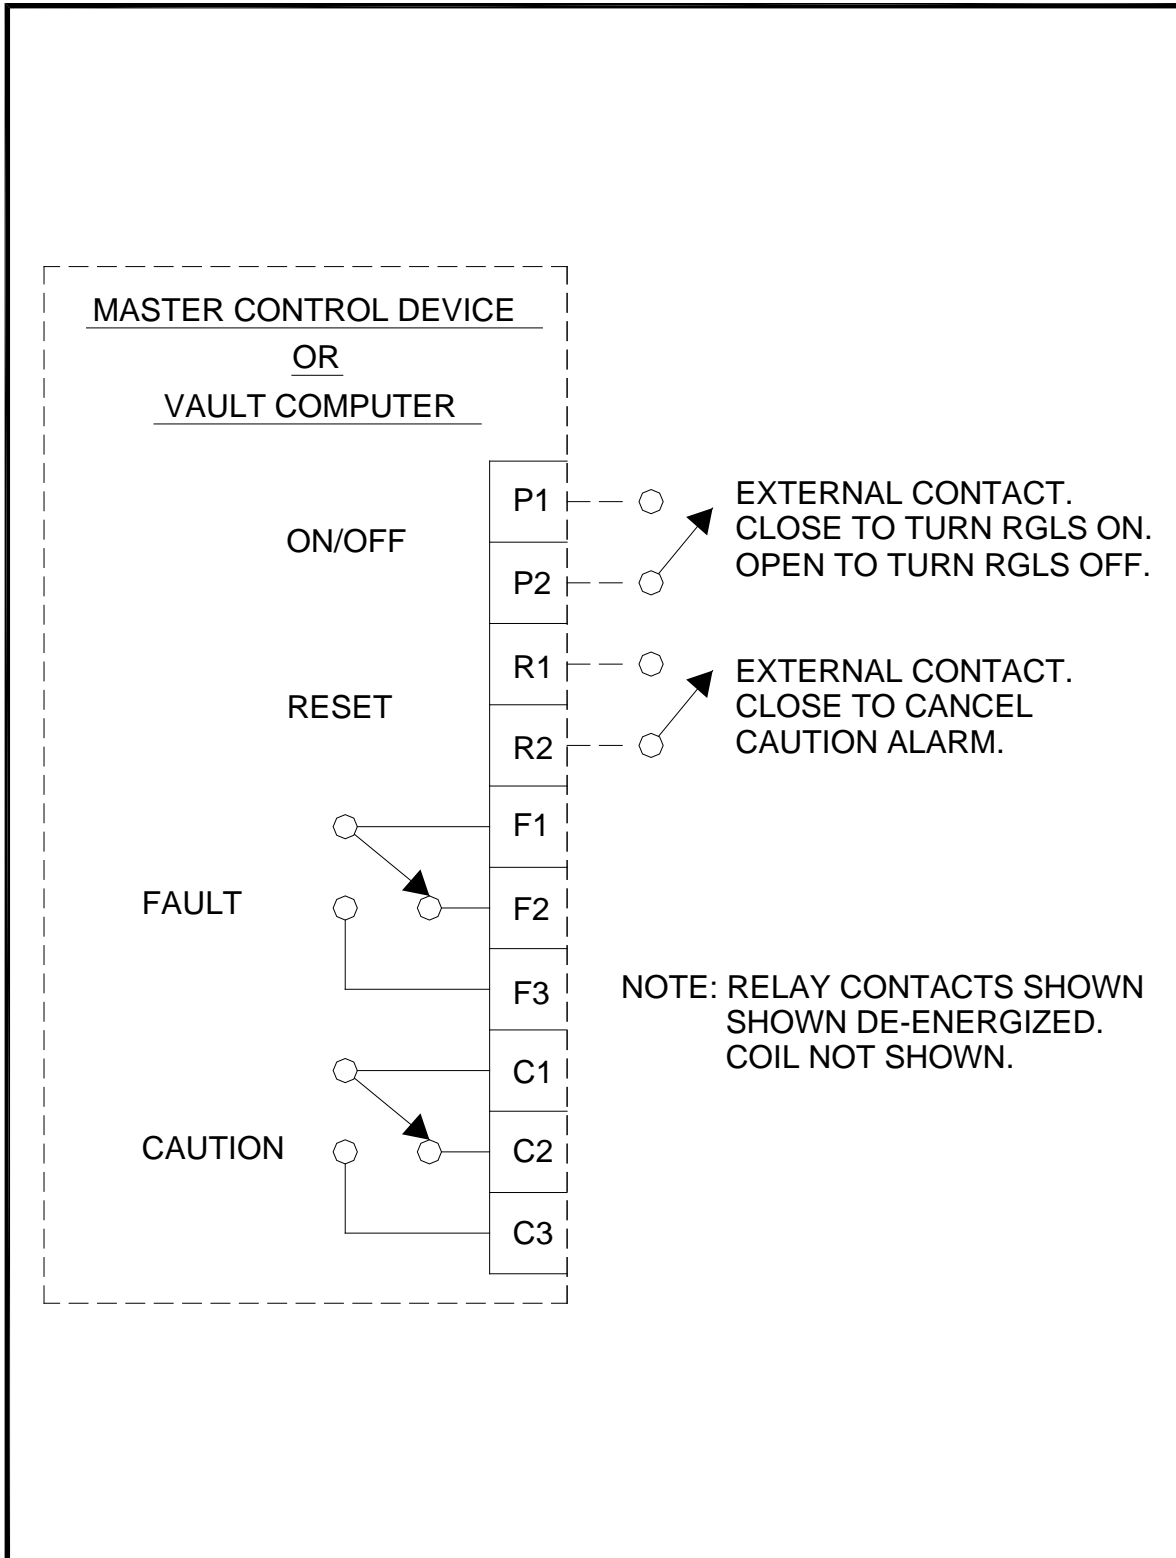 MASTER CONTROL DEVICE
OR
VAULT COMPUTER
ON/OFF
P1
P2
EXTERNAL CONTACT.
CLOSE TO TURN RGLS ON.
OPEN TO TURN RGLS OFF.
RESET
R1
R2
EXTERNAL CONTACT.
CLOSE TO CANCEL
CAUTION ALARM.
FAULT
F1
F2
F3
NOTE: RELAY CONTACTS SHOWN
SHOWN DE-ENERGIZED.
COIL NOT SHOWN.
CAUTION
C1
C2
C3